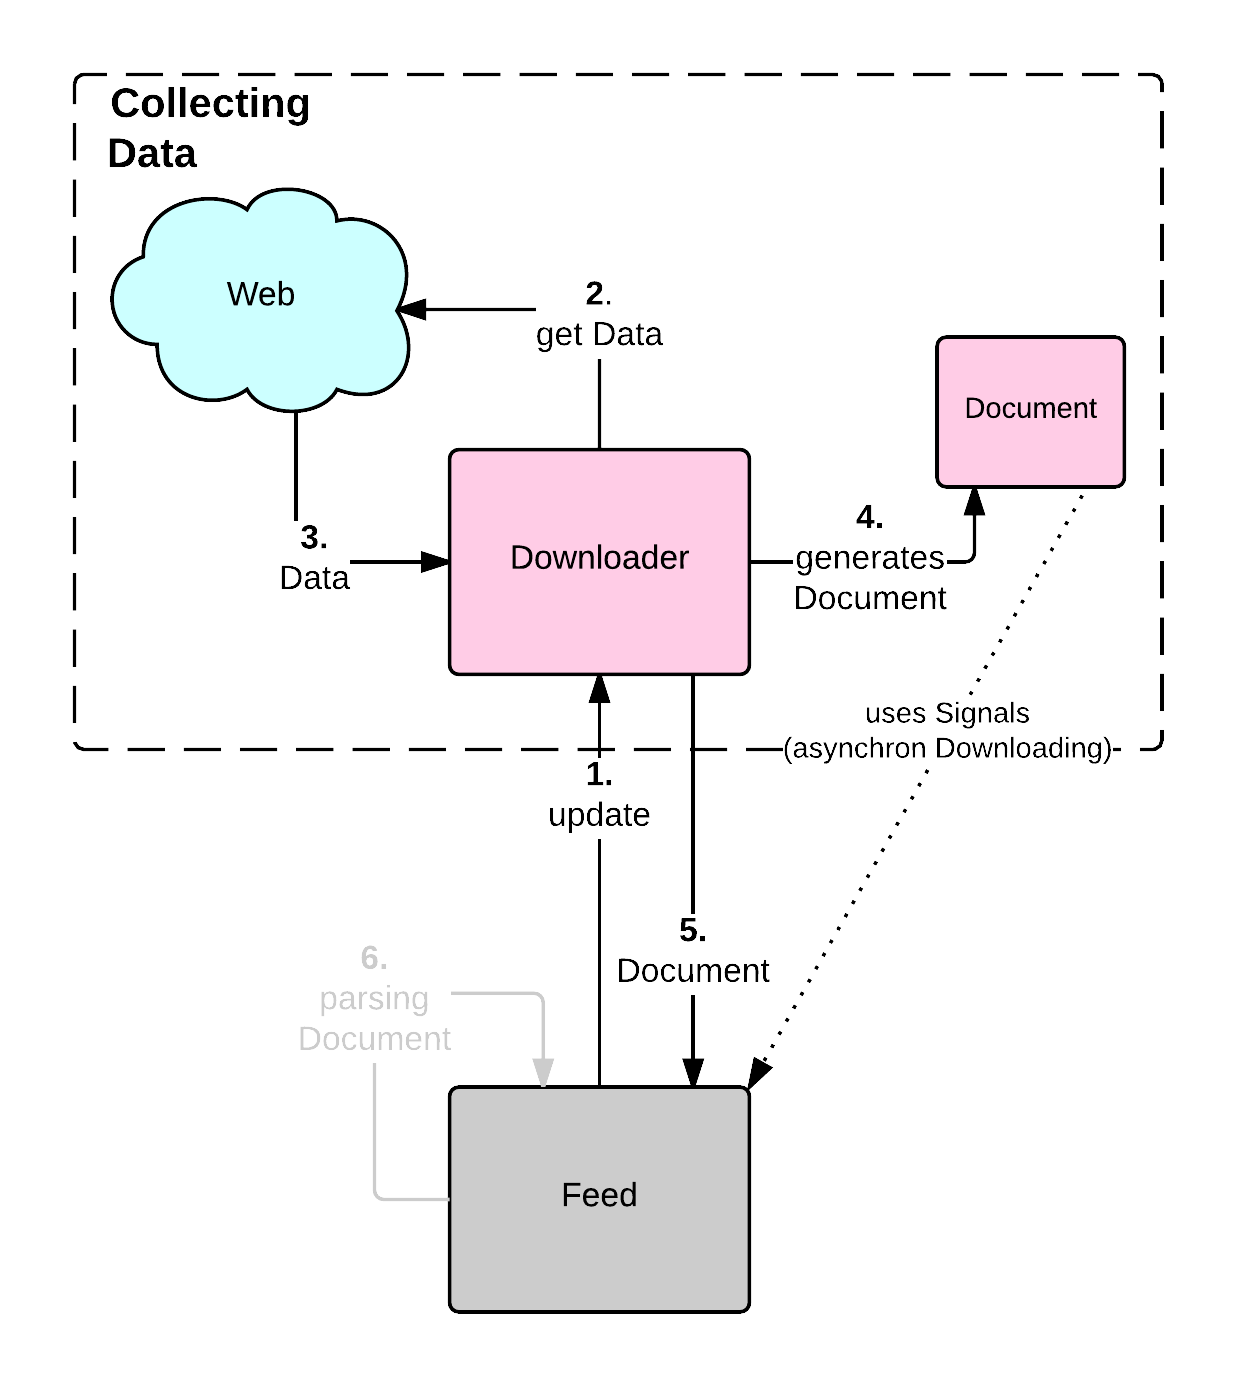 Collecting
Data
Web
2.
get Data
Document
3.
Data
Downloader
4.
generates
Document
uses Signals
(asynchron Downloading)
1.
update
5.
Document
6.
parsing
Document
Feed